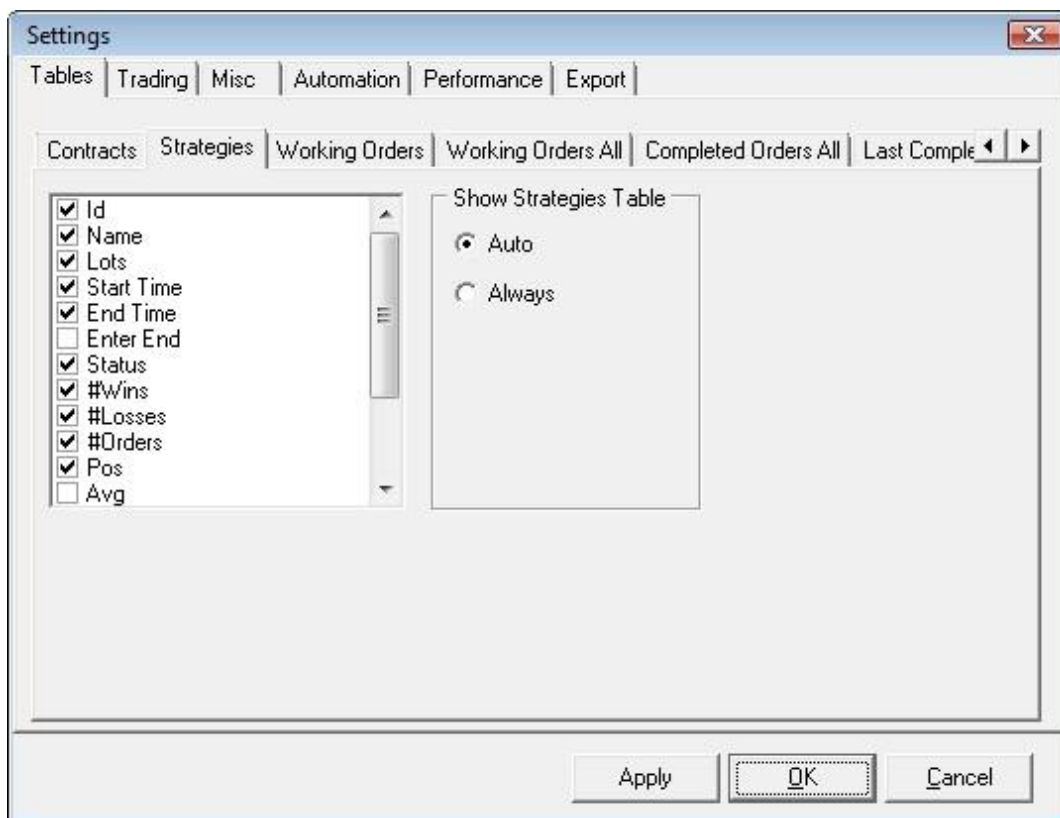 Settings
Tables Trading Misc Automation Performance Export
Contracts Strategies Working Orders Working Orders All Completed Orders All Last Comple
Id
Name
Lots
Start Time
End Time
Enter End
Status
#Wins
#Losses
#Orders
Pos
Avg
Show Strategies Table
Auto
Always
Apply OK Cancel